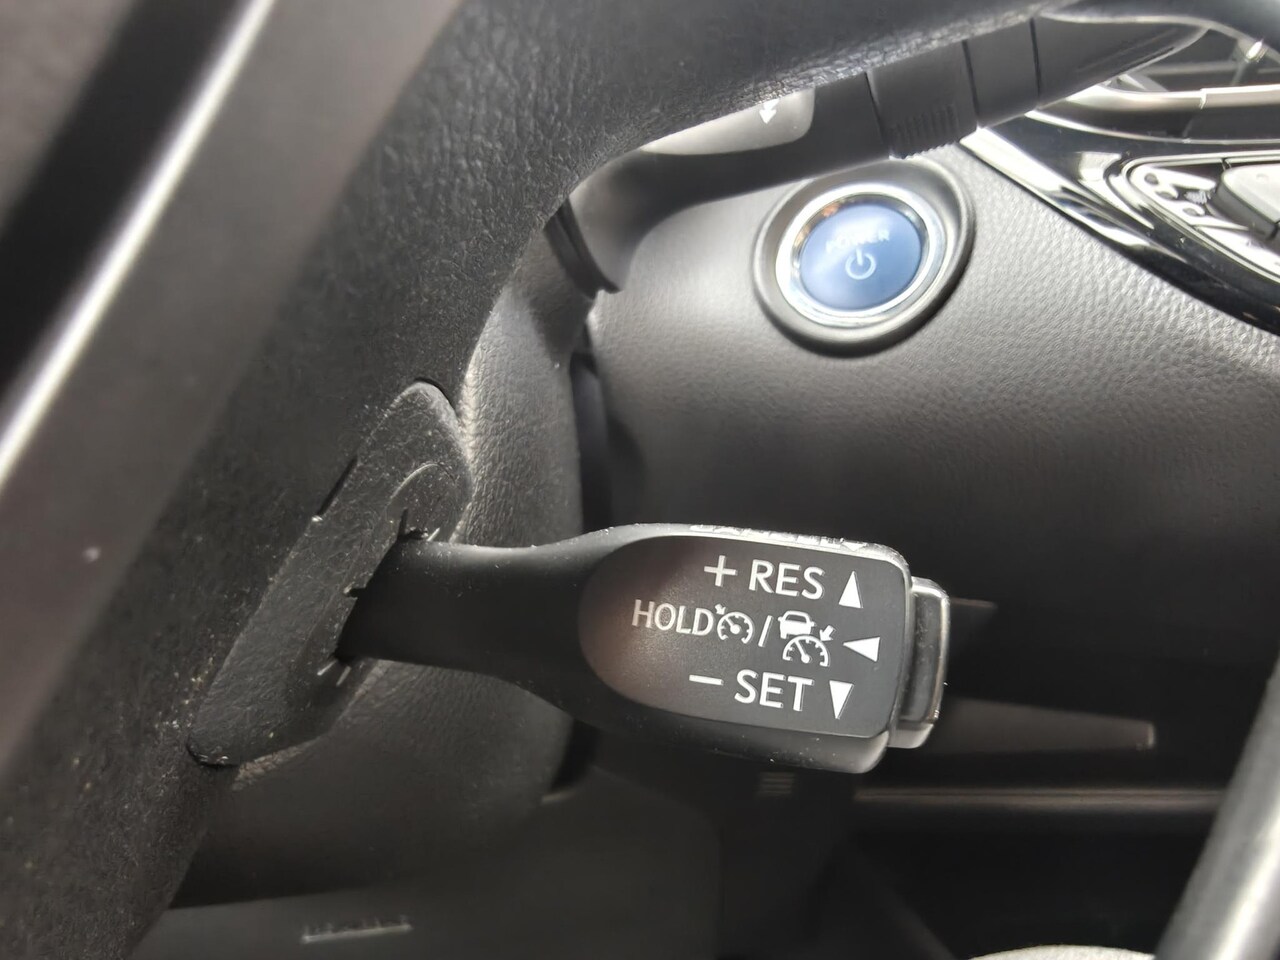 POWER
+ RES
HOLD /
− SET